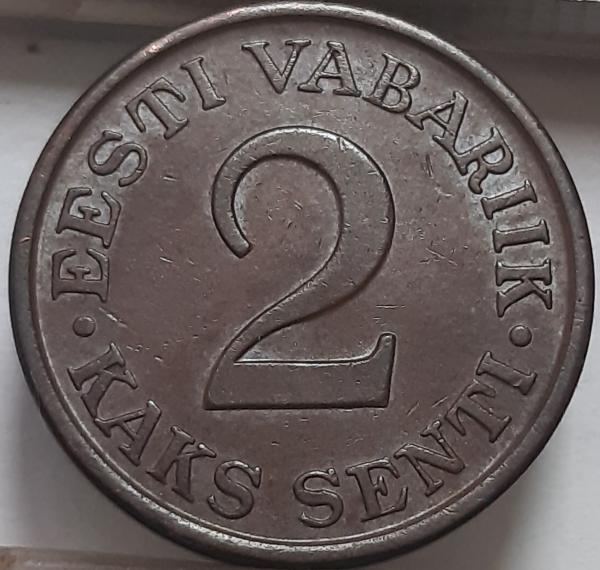 EESTI VABARIIK
2
· KAKS SENTI ·